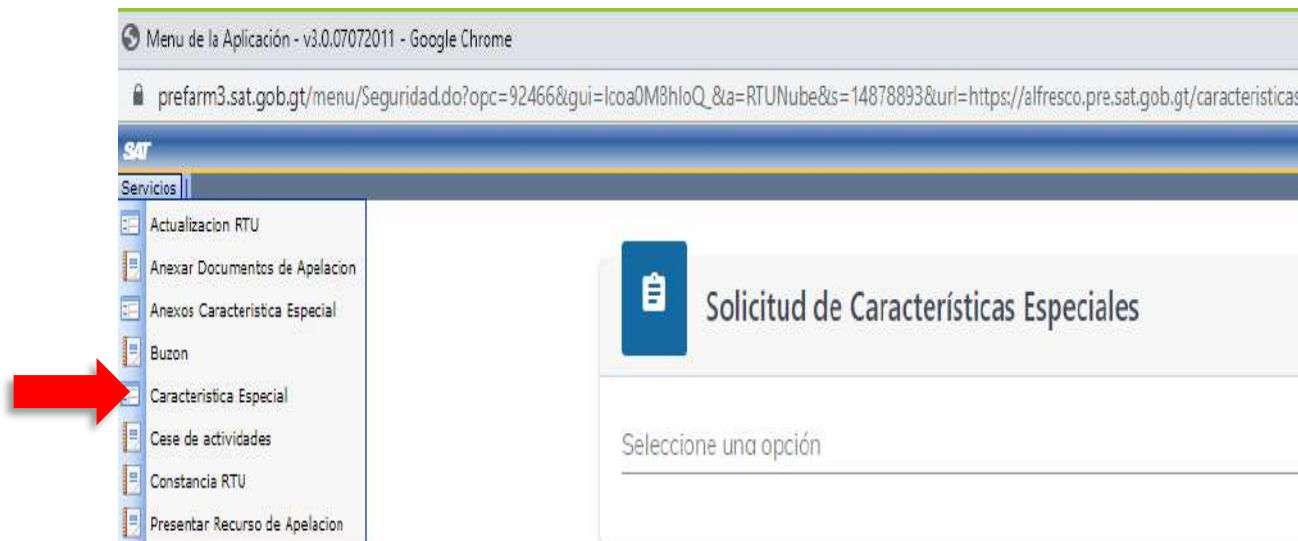 Menu de la Aplicación - v3.0.07072011 - Google Chrome
prefarm3.sat.gob.gt/menu/Seguridad.do?opc=92466&gui=Icoa0M8hIoQ_&a=RTUNube&s=14878893&url=https://alfresco.pre.sat.gob.gt/caracteristicas
SAT
Servicios
Actualizacion RTU
Anexar Documentos de Apelacion
Anexos Caracteristica Especial
Buzon
Caracteristica Especial
Cese de actividades
Constancia RTU
Presentar Recurso de Apelacion
Solicitud de Características Especiales
Seleccione una opción